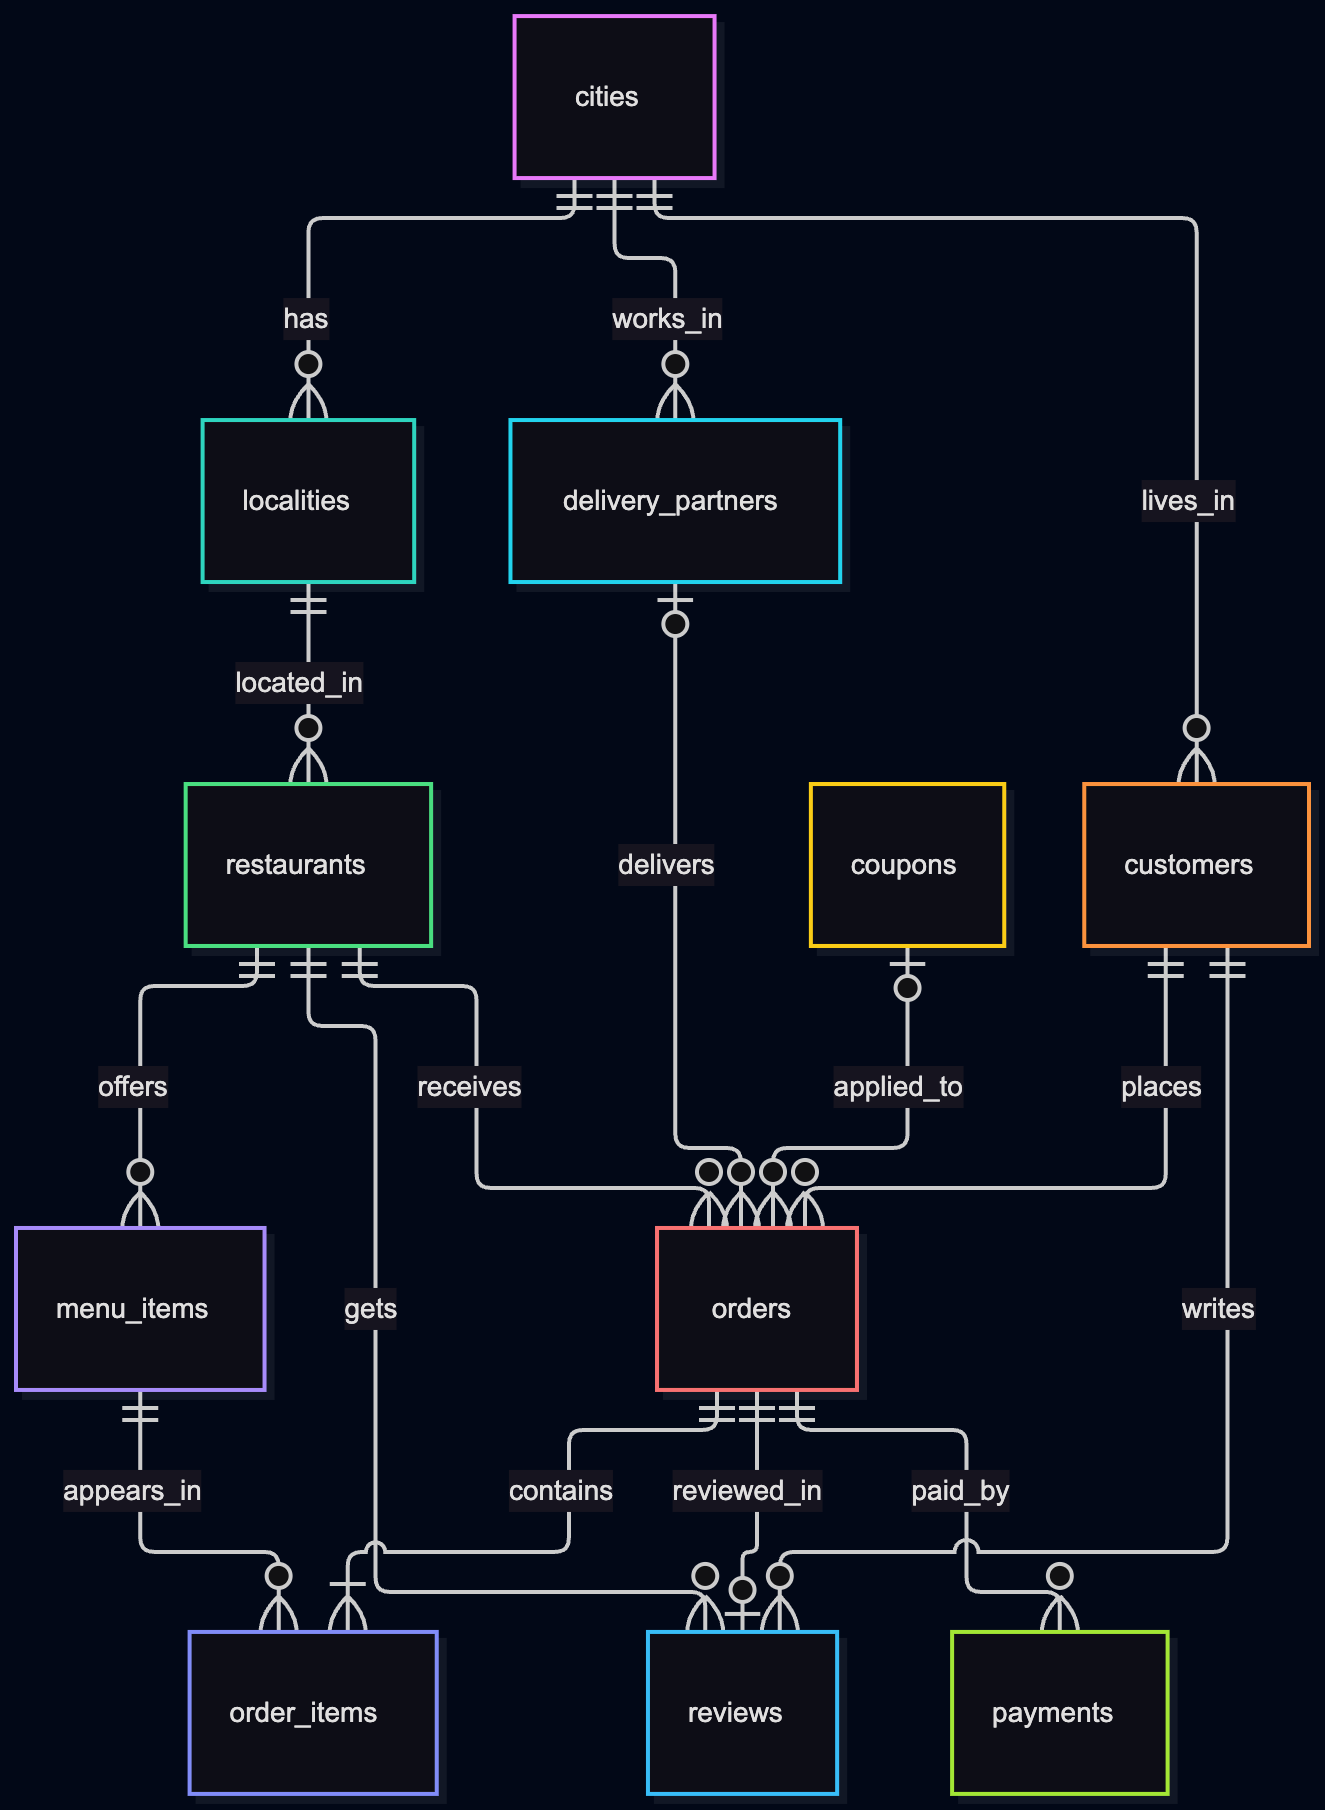 cities
has
works_in
localities
delivery_partners
lives_in
located_in
restaurants
delivers
coupons
customers
offers
receives
applied_to
places
menu_items
gets
orders
writes
appears_in
contains
reviewed_in
paid_by
order_items
reviews
payments